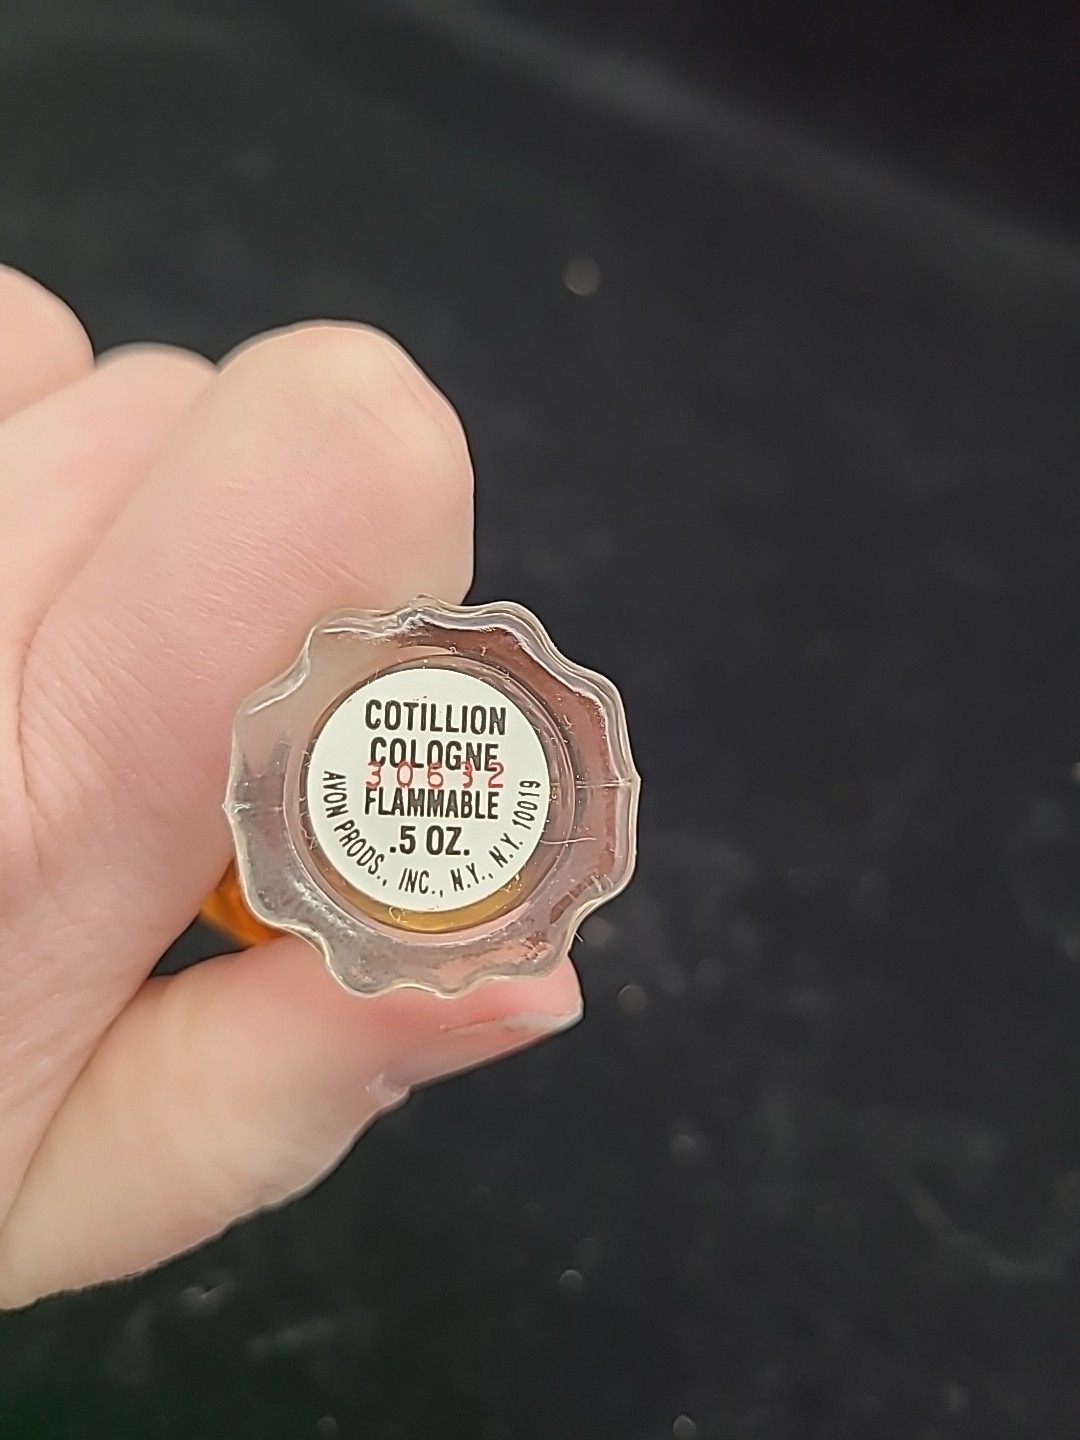 COTILLION
COLOGNE
30632
FLAMMABLE
.5 OZ.
AVON PRODS., INC., N.Y., N.Y. 10019